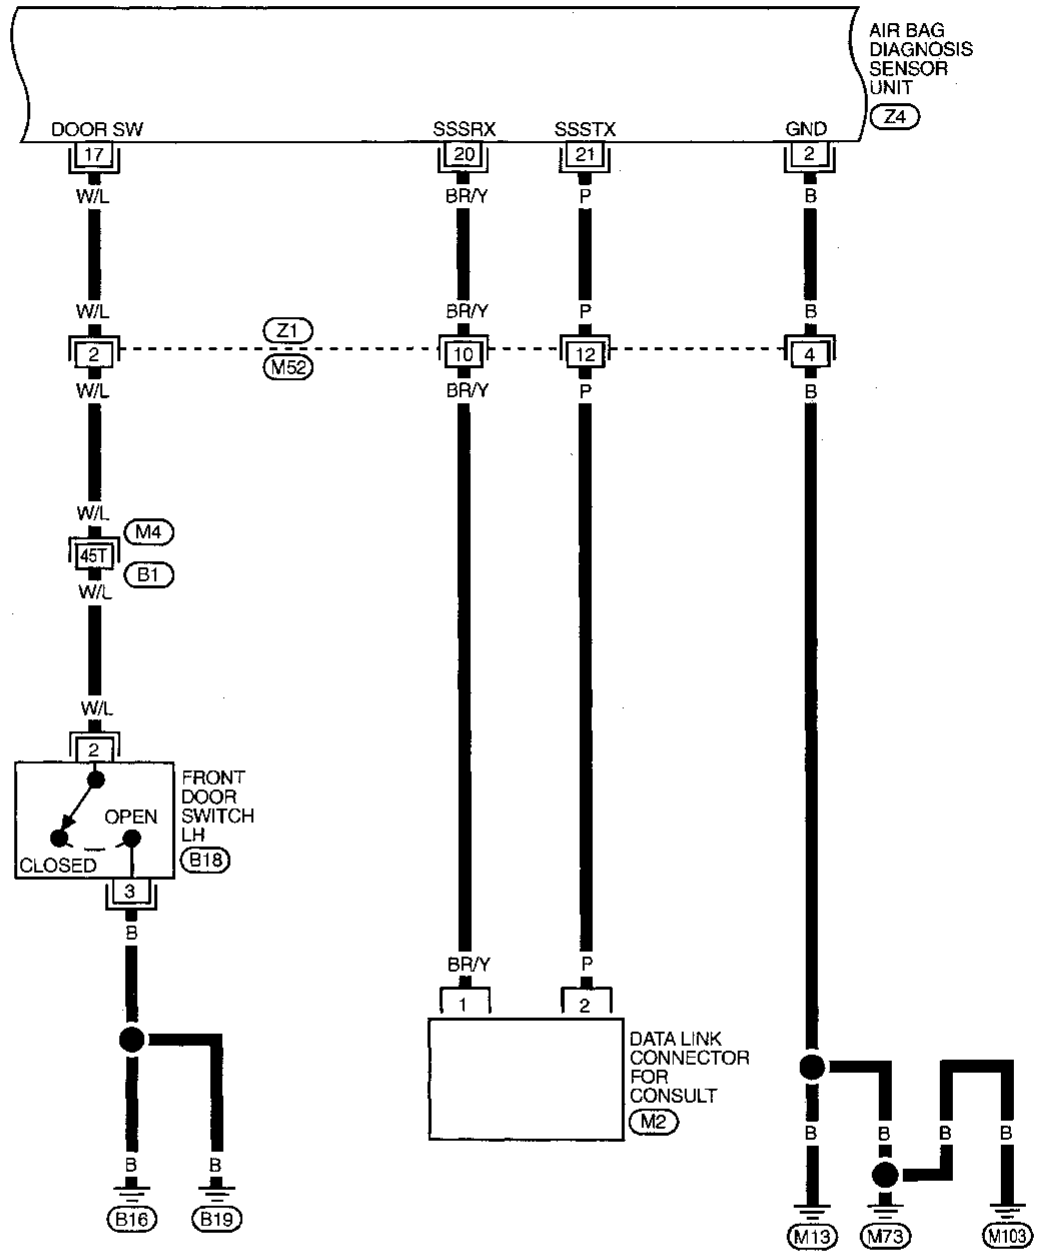 AIR BAG
DIAGNOSIS
SENSOR
UNIT
Z4
DOOR SW SSSRX SSSTX GND
17 20 21 2
W/L BR/Y P B
W/L BR/Y P B
Z1
2 10 12 4
M52
W/L BR/Y P B
W/L
M4
45T
B1
W/L
W/L
2
FRONT
DOOR
SWITCH
LH
B18
OPEN
CLOSED
3
B
BR/Y P
1 2
DATA LINK
CONNECTOR
FOR
CONSULT
M2
B B B B
B B
B16 B19
M13 M73 M103